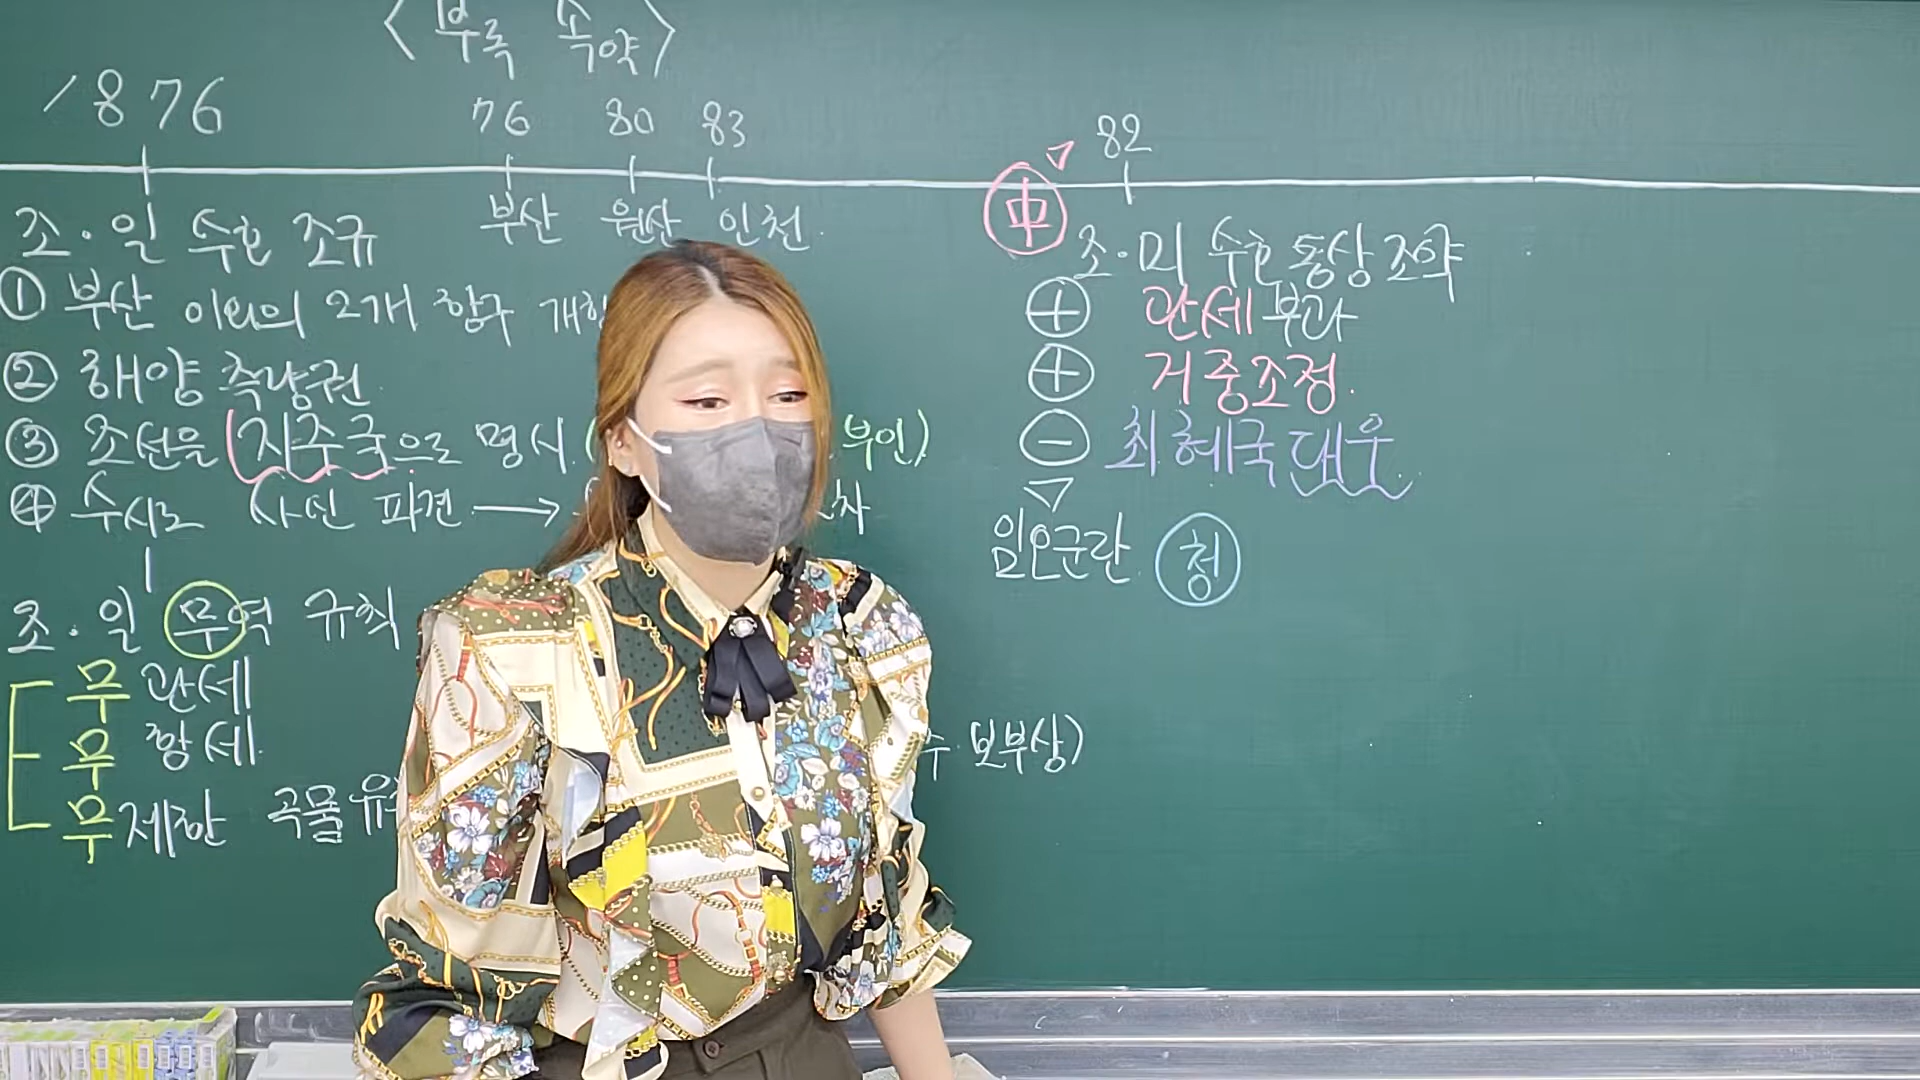 <부록 속약>
1876
76 80 83
82
부산 원산 인천
中
조·일 수호 조규
① 부산 이외의 2개 항구 개항
② 해양 측량권
③ 조선을 자주국으로 명시 ( 부인)
④ 수시로 사신 파견 → 차
조·일 무역 규칙
무관세
무항세
무제한 곡물 유
조·미 수호통상조약
⊕ 관세 부과
⊕ 거중조정.
⊖ 최혜국 대우
임오군란 청
보부상)